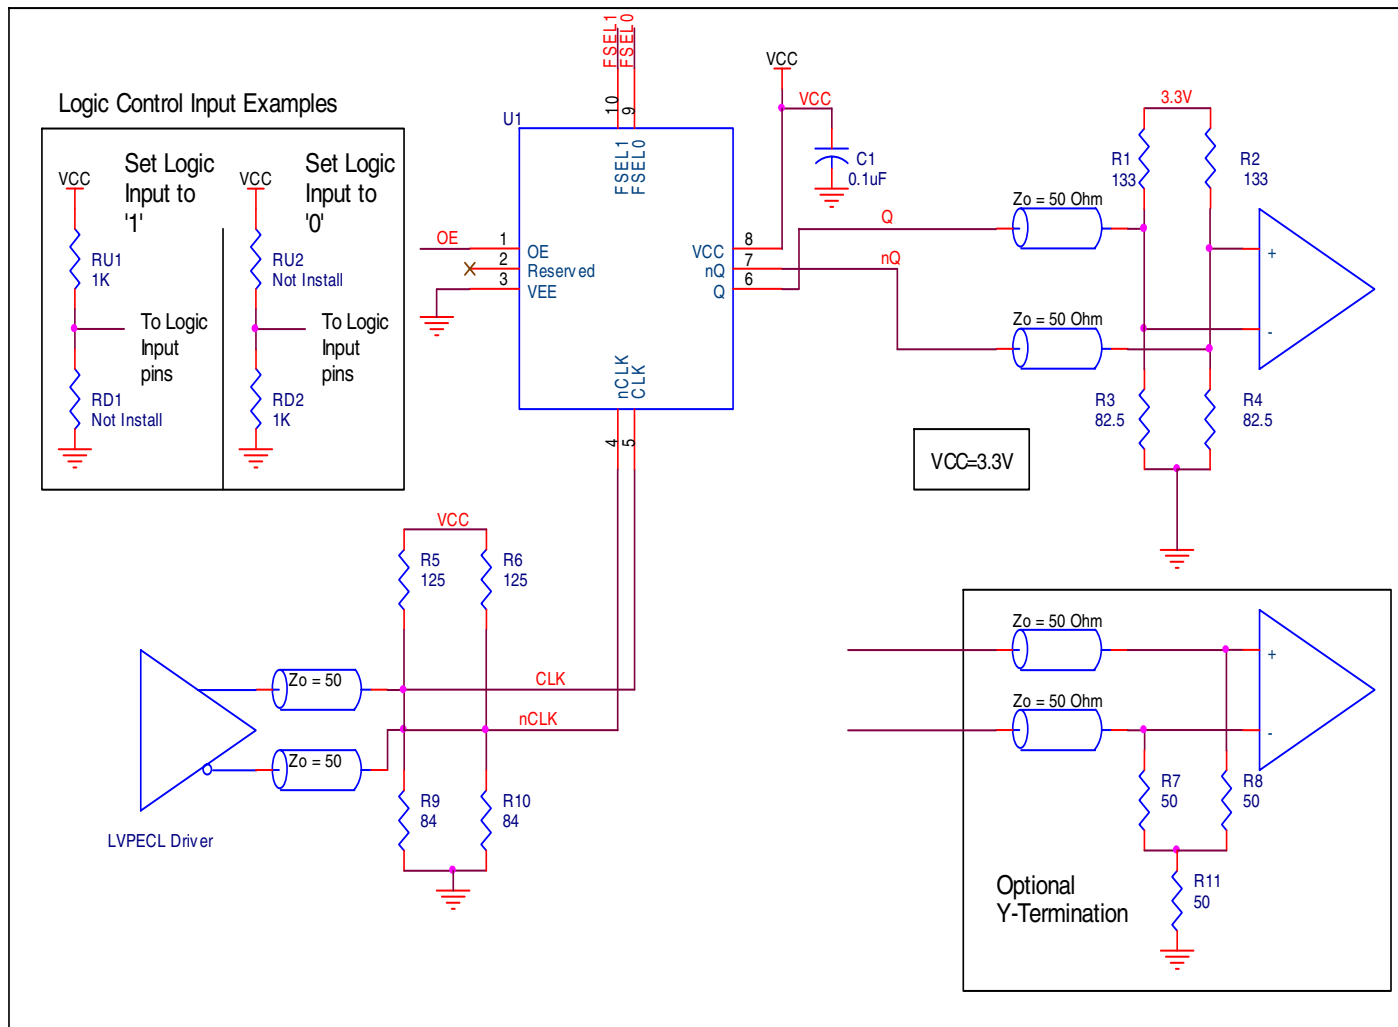 FSEL1
FSEL0
Logic Control Input Examples
VCC
Set Logic
Input to
'1'
RU1
1K
To Logic
Input
pins
RD1
Not Install
VCC
Set Logic
Input to
'0'
RU2
Not Install
To Logic
Input
pins
RD2
1K
U1
10
9
FSEL1
FSEL0
OE
1
OE
2
Reserved
3
VEE
8
VCC
7
nQ
6
Q
nCLK
CLK
4
5
VCC
VCC
C1
0.1uF
Q
nQ
Zo = 50 Ohm
Zo = 50 Ohm
3.3V
R1
133
R2
133
+
-
R3
82.5
R4
82.5
VCC=3.3V
VCC
R5
125
R6
125
Zo = 50
CLK
nCLK
Zo = 50
R9
84
R10
84
LVPECL Driver
Zo = 50 Ohm
Zo = 50 Ohm
+
-
R7
50
R8
50
R11
50
Optional
Y-Termination